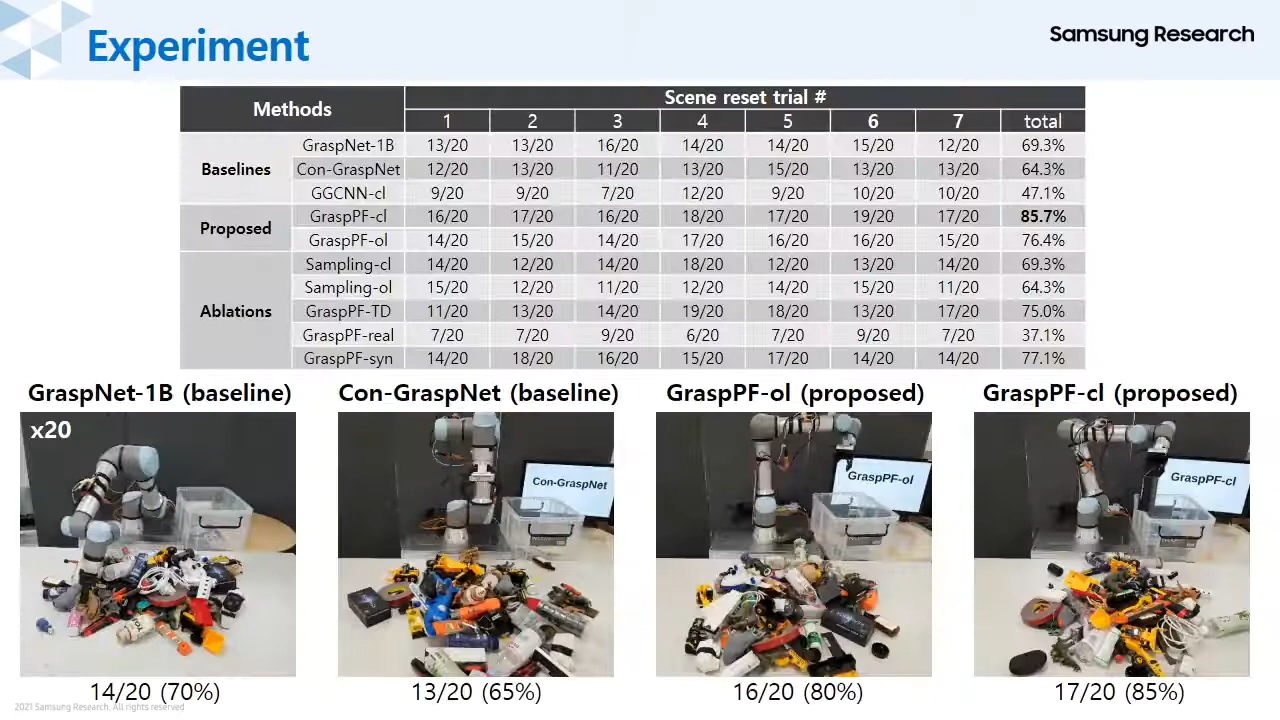 Experiment
Samsung Research
Methods Scene reset trial #
1 2 3 4 5 6 7 total
Baselines
GraspNet-1B 13/20 13/20 16/20 14/20 14/20 15/20 12/20 69.3%
Con-GraspNet 12/20 13/20 11/20 13/20 15/20 13/20 13/20 64.3%
GGCNN-cl 9/20 9/20 7/20 12/20 9/20 10/20 10/20 47.1%
Proposed
GraspPF-cl 16/20 17/20 16/20 18/20 17/20 19/20 17/20 85.7%
GraspPF-ol 14/20 15/20 14/20 17/20 16/20 16/20 15/20 76.4%
Ablations
Sampling-cl 14/20 12/20 14/20 18/20 12/20 13/20 14/20 69.3%
Sampling-ol 15/20 12/20 11/20 12/20 14/20 15/20 11/20 64.3%
GraspPF-TD 11/20 13/20 14/20 19/20 18/20 13/20 17/20 75.0%
GraspPF-real 7/20 7/20 9/20 6/20 7/20 9/20 7/20 37.1%
GraspPF-syn 14/20 18/20 16/20 15/20 17/20 14/20 14/20 77.1%
GraspNet-1B (baseline) Con-GraspNet (baseline) GraspPF-ol (proposed) GraspPF-cl (proposed)
x20
Con-GraspNet
GraspPF-ol
GraspPF-cl
14/20 (70%) 13/20 (65%) 16/20 (80%) 17/20 (85%)
2021 Samsung Research. All rights reserved